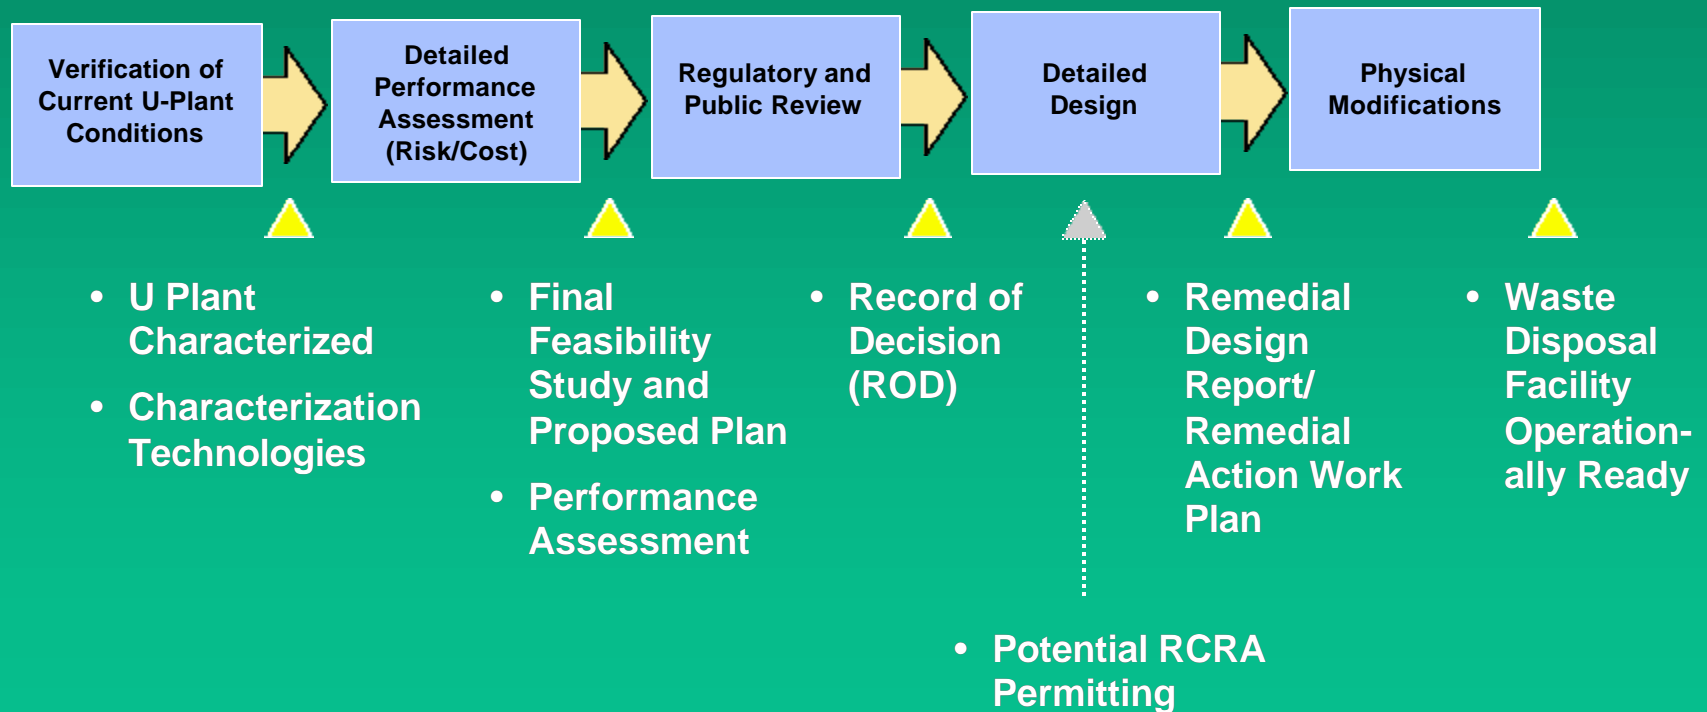 Verification of
Current U-Plant
Conditions
Detailed
Performance
Assessment
(Risk/Cost)
Regulatory and
Public Review
Detailed
Design
Physical
Modifications
• U Plant
Characterized
• Characterization
Technologies
• Final
Feasibility
Study and
Proposed Plan
• Performance
Assessment
• Record of
Decision
(ROD)
• Remedial
Design
Report/
Remedial
Action Work
Plan
• Waste
Disposal
Facility
Operation-
ally Ready
• Potential RCRA
Permitting